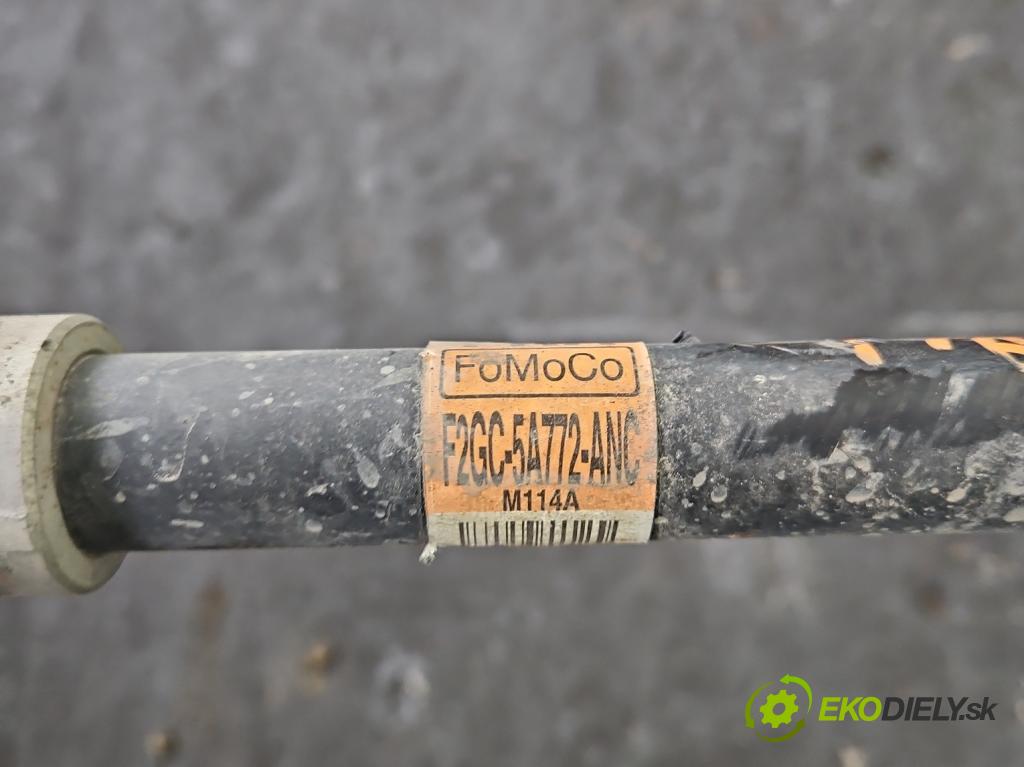 FoMoCo
F2GC-5A772-ANC
M114A
EKODIELY.sk